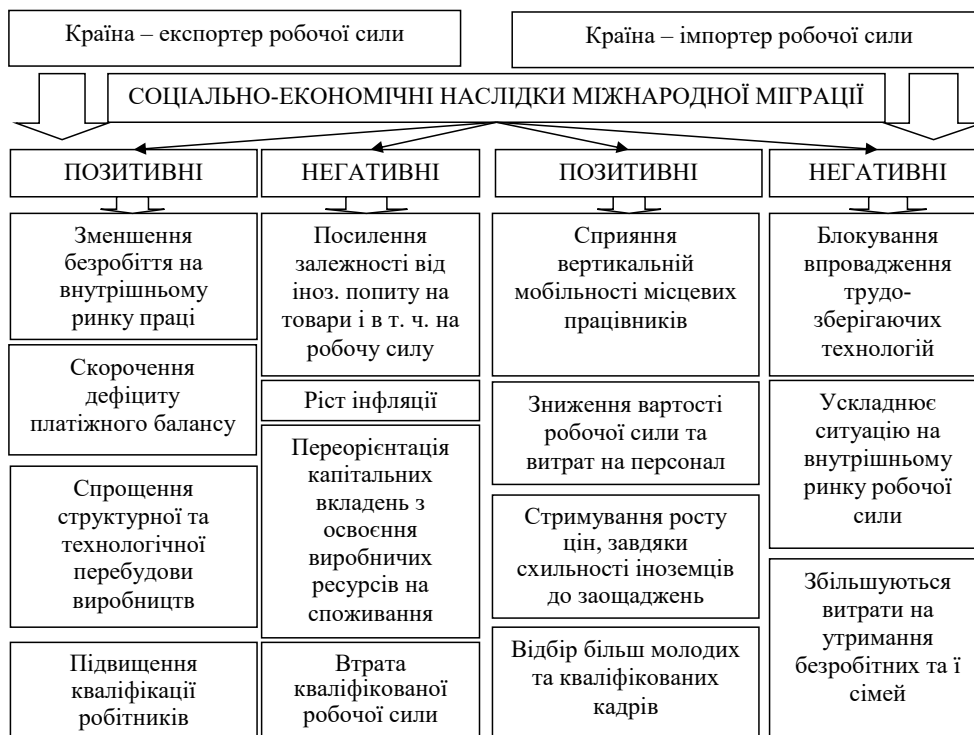 Країна – експортер робочої сили
Країна – імпортер робочої сили
СОЦІАЛЬНО-ЕКОНОМІЧНІ НАСЛІДКИ МІЖНАРОДНОЇ МІГРАЦІЇ
ПОЗИТИВНІ
НЕГАТИВНІ
ПОЗИТИВНІ
НЕГАТИВНІ
Зменшення
безробіття на
внутрішньому
ринку праці
Скорочення
дефіциту
платіжного балансу
Спрощення
структурної та
технологічної
перебудови
виробництв
Підвищення
кваліфікації
робітників
Посилення
залежності від
іноз. попиту на
товари і в т. ч. на
робочу силу
Ріст інфляції
Переорієнтація
капітальних
вкладень з
освоєння
виробничих
ресурсів на
споживання
Втрата
кваліфікованої
робочої сили
Сприяння
вертикальній
мобільності місцевих
працівників
Зниження вартості
робочої сили та
витрат на персонал
Стримування росту
цін, завдяки
схильності іноземців
до заощаджень
Відбір більш молодих
та кваліфікованих
кадрів
Блокування
впровадження
трудо-
зберігаючих
технологій
Ускладнює
ситуацію на
внутрішньому
ринку робочої
сили
Збільшуються
витрати на
утримання
безробітних та ї
сімей